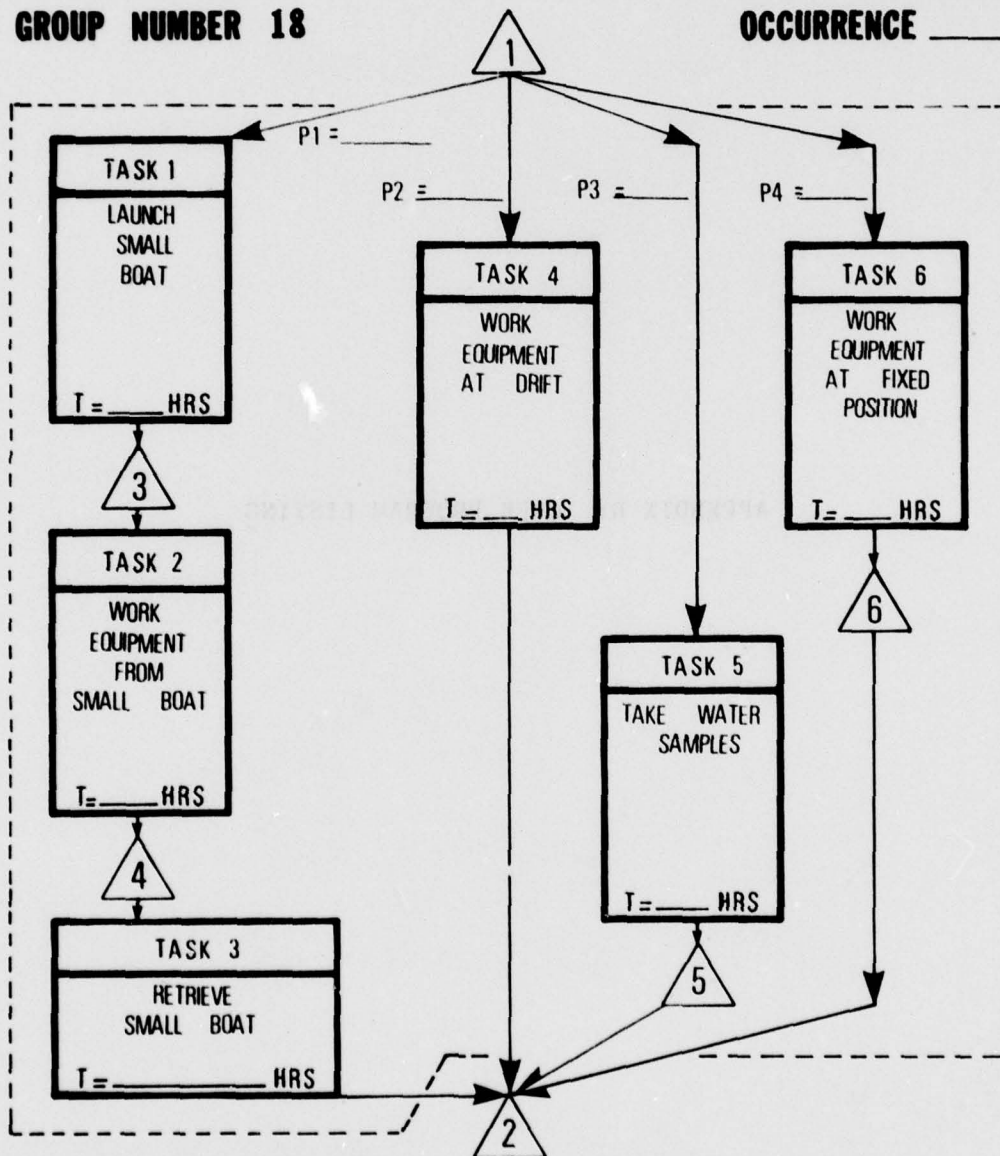 GROUP NUMBER 18
OCCURRENCE ____
1
P1 = ______
P2 = ______
P3 = ______
P4 = ______
TASK 1
LAUNCH
SMALL
BOAT
T = ____ HRS
3
TASK 2
WORK
EQUIPMENT
FROM
SMALL BOAT
T= ____ HRS
4
TASK 3
RETRIEVE
SMALL BOAT
T = __________ HRS
TASK 4
WORK
EQUIPMENT
AT DRIFT
T= ___ HRS
TASK 5
TAKE WATER
SAMPLES
T= ____ HRS
5
TASK 6
WORK
EQUIPMENT
AT FIXED
POSITION
T= ___ HRS
6
2